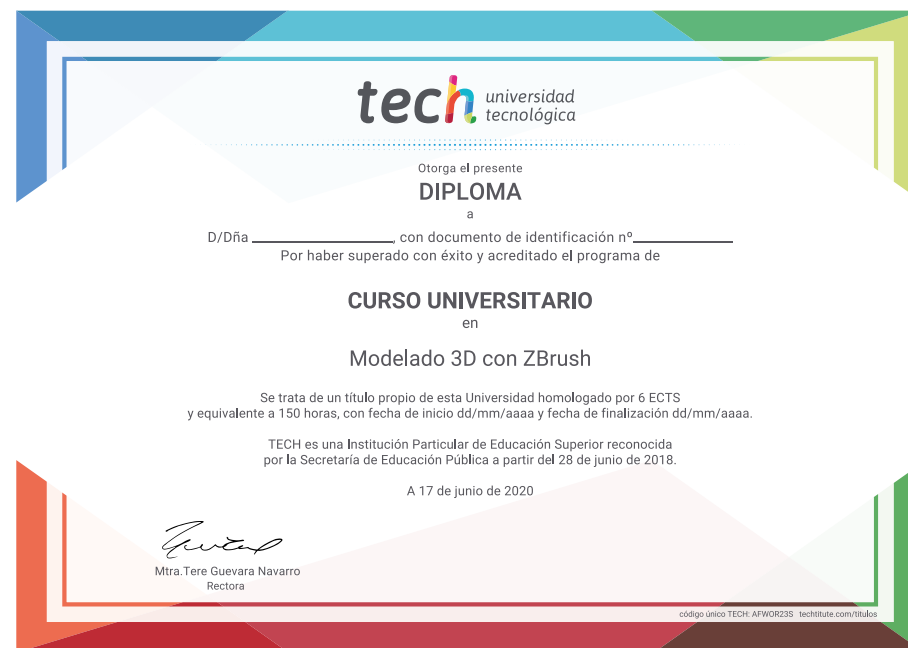 tech universidad
tecnológica
Otorga el presente
DIPLOMA
a
D/Dña ____________, con documento de identificación nº____________
Por haber superado con éxito y acreditado el programa de
CURSO UNIVERSITARIO
en
Modelado 3D con ZBrush
Se trata de un título propio de esta Universidad homologado por 6 ECTS
y equivalente a 150 horas, con fecha de inicio dd/mm/aaaa y fecha de finalización dd/mm/aaaa.
TECH es una Institución Particular de Educación Superior reconocida
por la Secretaría de Educación Pública a partir del 28 de junio de 2018.
A 17 de junio de 2020
Mtra.Tere Guevara Navarro
Rectora
código único TECH: AFWOR23S techtitute.com/titulos